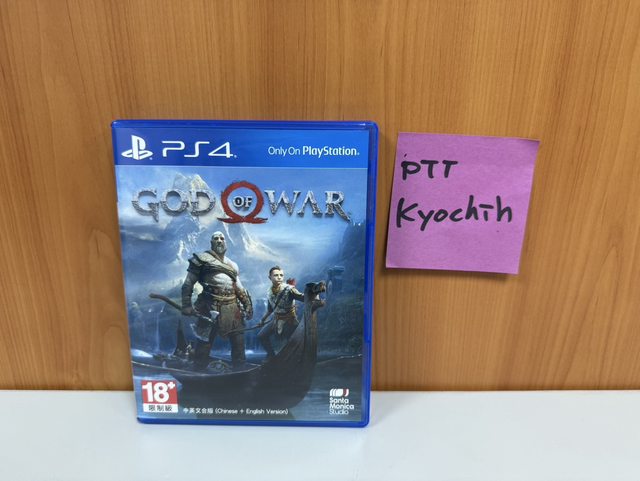 PS4
Only On PlayStation
GOD OF WAR
18+
限制級
中英文合版 (Chinese + English Version)
Santa
Monica
Studio
PTT
Kyochih